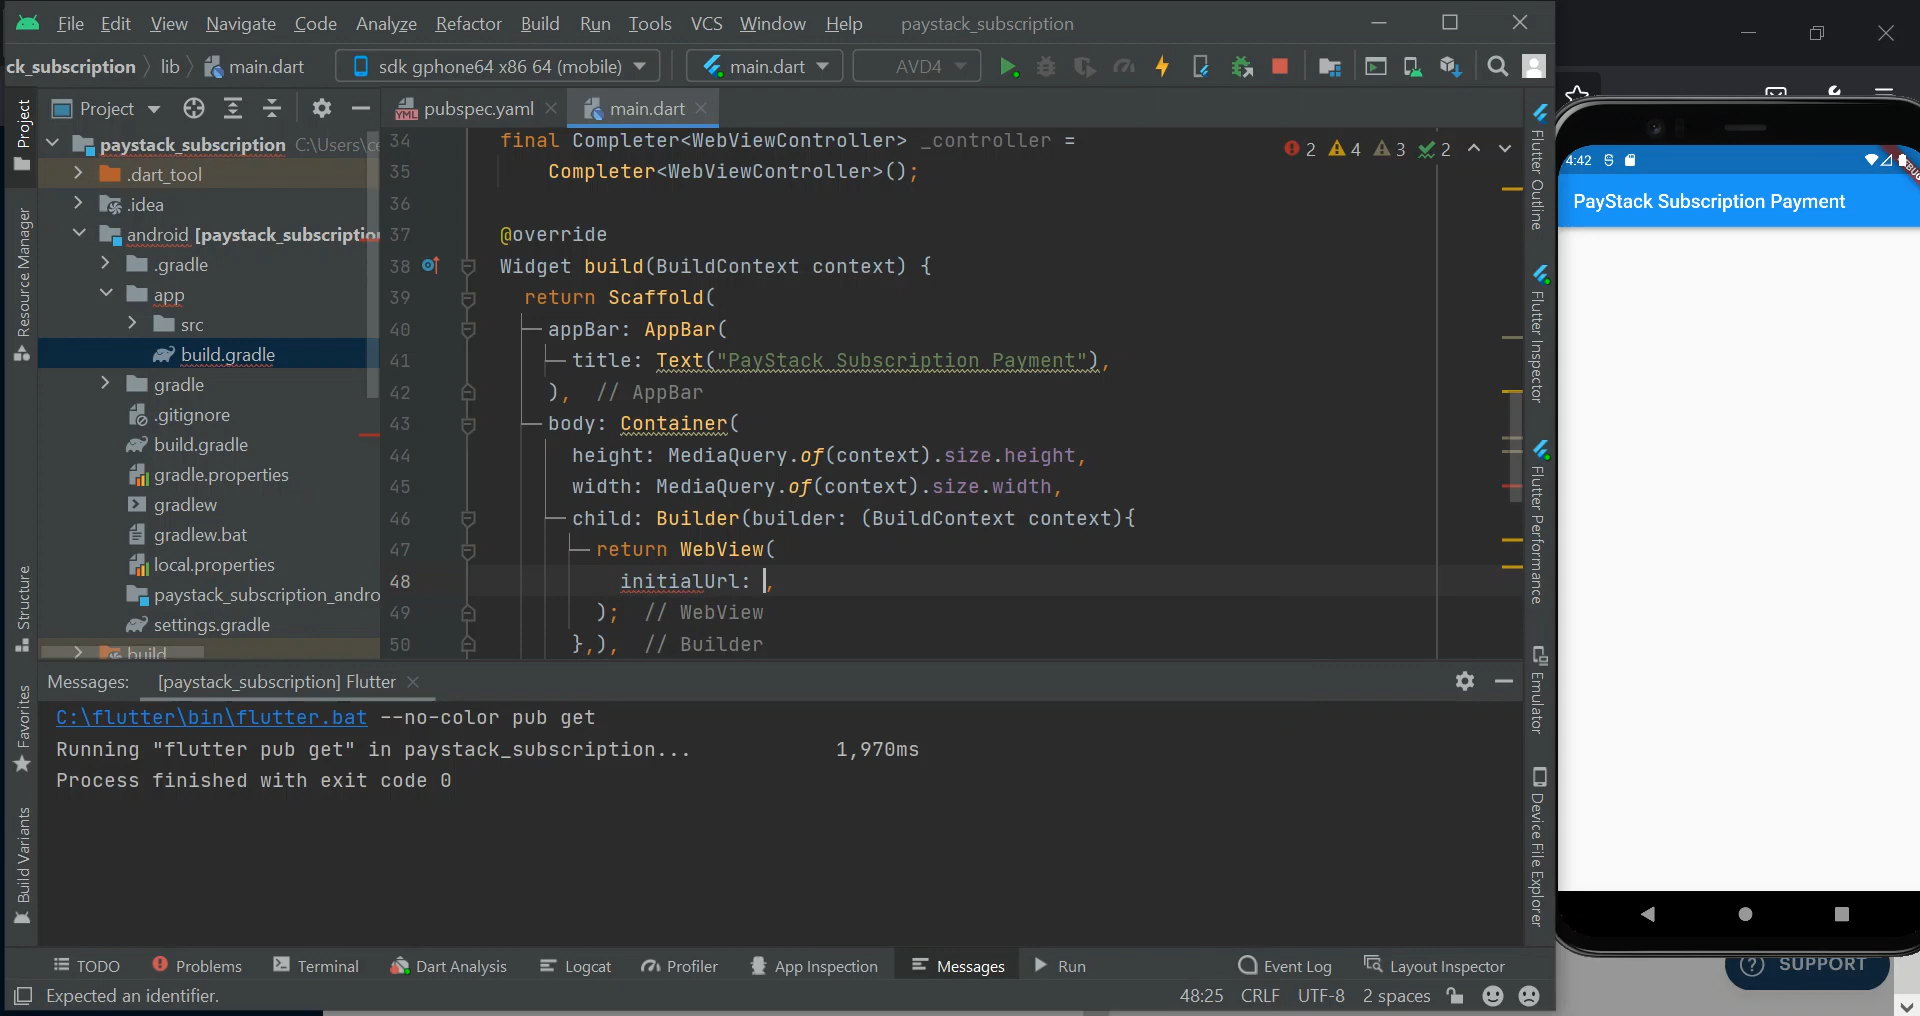 File Edit View Navigate Code Analyze Refactor Build Run Tools VCS Window Help paystack_subscription
ck_subscription lib main.dart sdk gphone64 x86 64 (mobile) main.dart AVD4
Project pubspec.yaml main.dart
paystack_subscription C:\Users\ce
.dart_tool
.idea
android [paystack_subscription
.gradle
app
src
build.gradle
gradle
.gitignore
build.gradle
gradle.properties
gradlew
gradlew.bat
local.properties
paystack_subscription_andro
settings.gradle
build
34 final Completer<WebViewController> _controller =
35 Completer<WebViewController>();
36
37 @override
38 Widget build(BuildContext context) {
39 return Scaffold(
40 appBar: AppBar(
41 title: Text("PayStack Subscription Payment"),
42 ), // AppBar
43 body: Container(
44 height: MediaQuery.of(context).size.height,
45 width: MediaQuery.of(context).size.width,
46 child: Builder(builder: (BuildContext context){
47 return WebView(
48 initialUrl: ,
49 ); // WebView
50 },), // Builder
2 4 3 2
Project
Resource Manager
Structure
Favorites
Build Variants
Flutter Outline
Flutter Inspector
Flutter Performance
Emulator
Device File Explorer
Messages: [paystack_subscription] Flutter
C:\flutter\bin\flutter.bat --no-color pub get
Running "flutter pub get" in paystack_subscription... 1,970ms
Process finished with exit code 0
TODO Problems Terminal Dart Analysis Logcat Profiler App Inspection Messages Run Event Log Layout Inspector
Expected an identifier. 48:25 CRLF UTF-8 2 spaces
4:42
PayStack Subscription Payment
SUPPORT